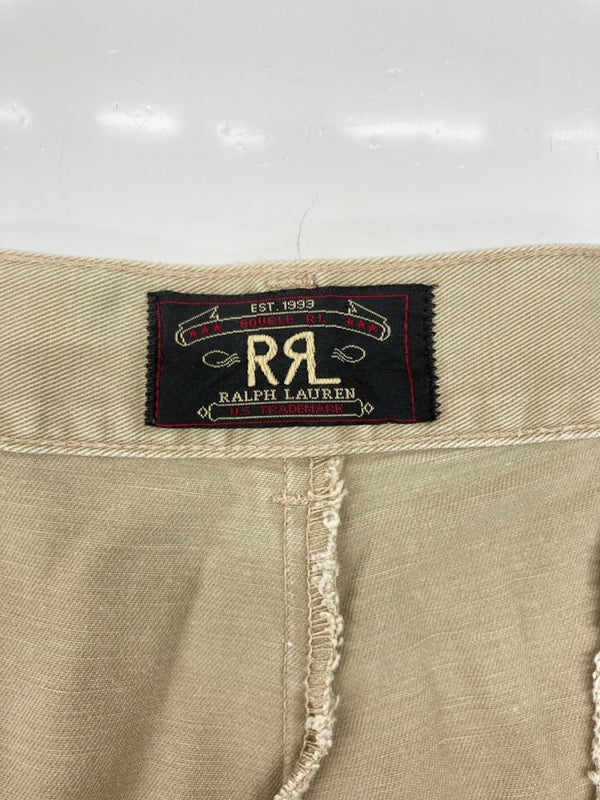 EST. 1993
★★★ DOUBLE RL ★★★
RRL
RALPH LAUREN
U.S. TRADEMARK